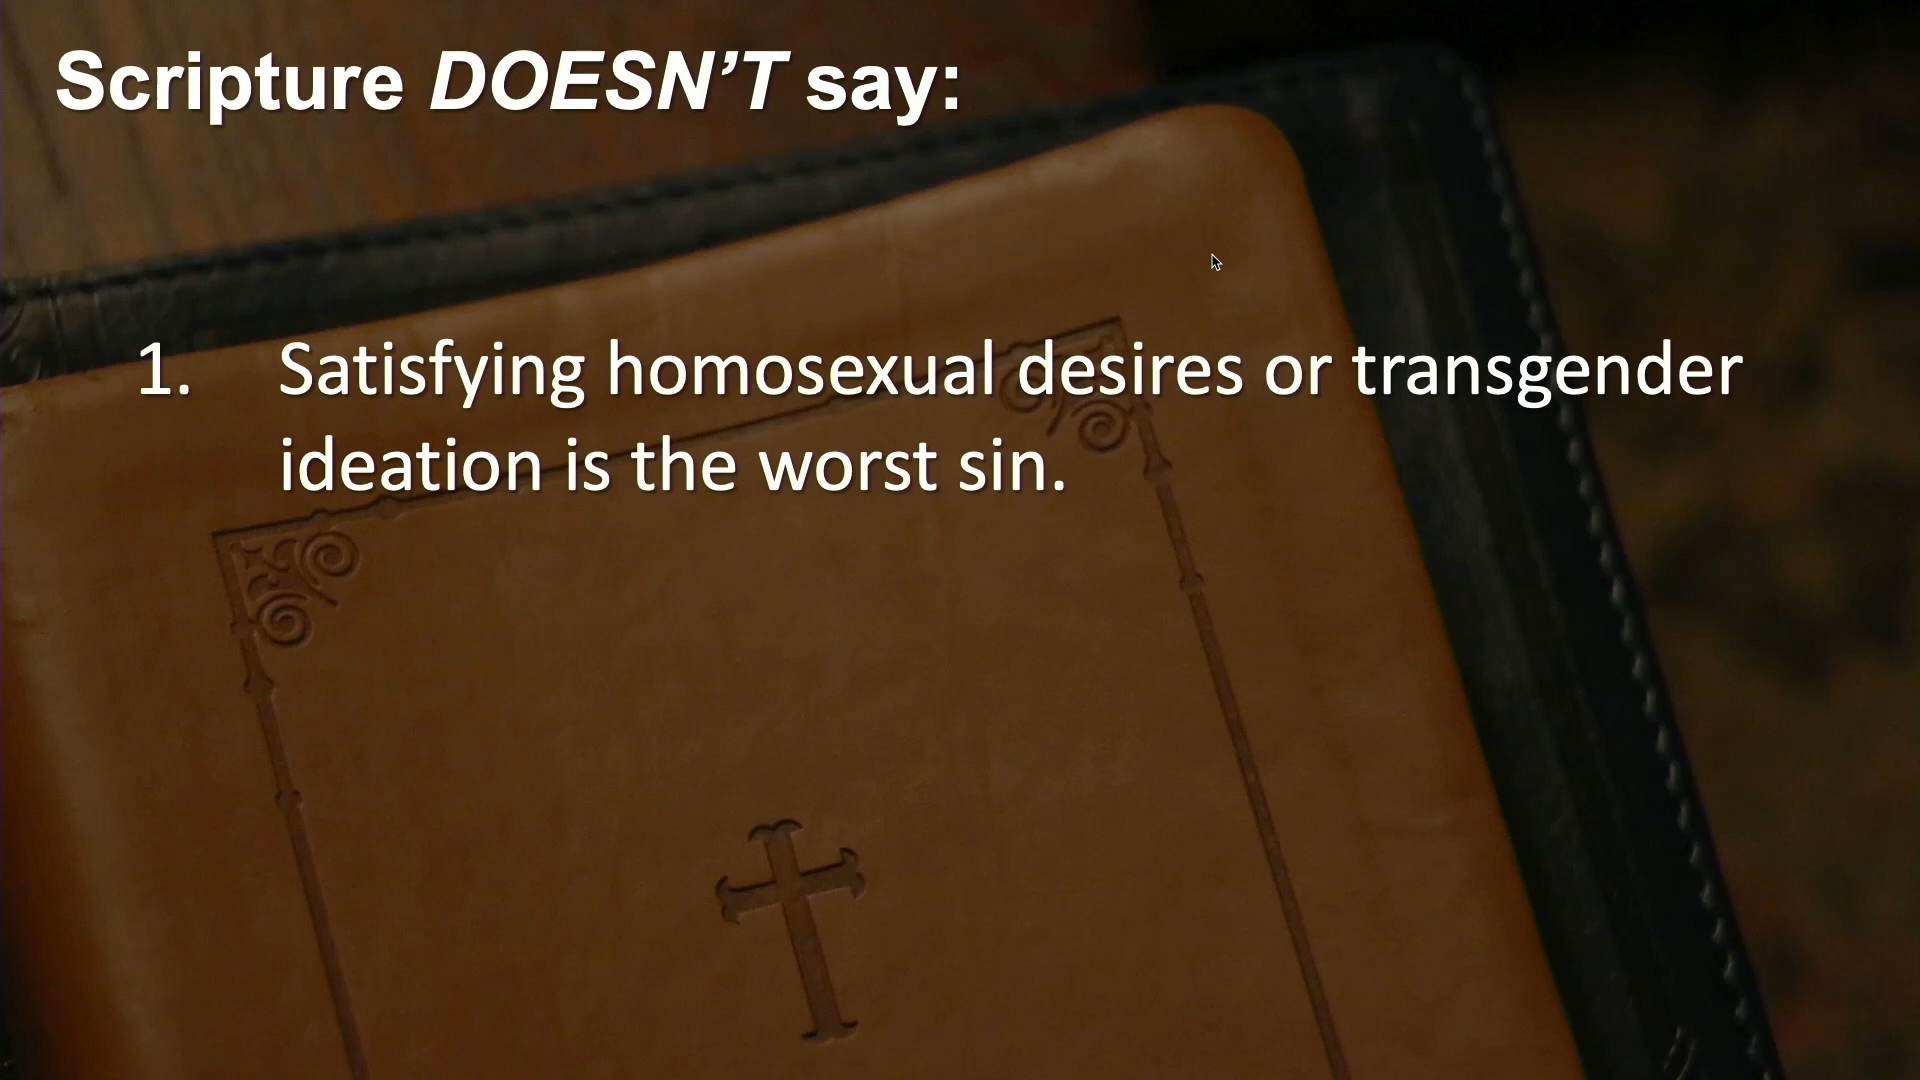 Scripture DOESN’T say:
1. Satisfying homosexual desires or transgender
ideation is the worst sin.